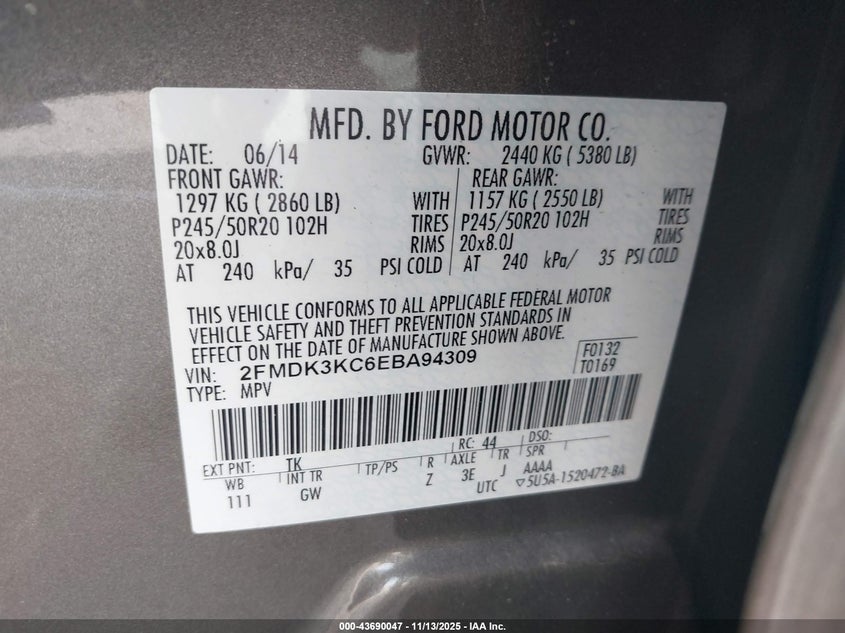 MFD. BY FORD MOTOR CO.
DATE: 06/14 GVWR: 2440 KG ( 5380 LB)
FRONT GAWR: REAR GAWR:
1297 KG ( 2860 LB) WITH 1157 KG ( 2550 LB) WITH
P245/50R20 102H TIRES P245/50R20 102H TIRES
20x8.0J RIMS 20x8.0J RIMS
AT 240 kPa/ 35 PSI COLD AT 240 kPa/ 35 PSI COLD
THIS VEHICLE CONFORMS TO ALL APPLICABLE FEDERAL MOTOR
VEHICLE SAFETY AND THEFT PREVENTION STANDARDS IN
EFFECT ON THE DATE OF MANUFACTURE SHOWN ABOVE.
VIN: 2FMDK3KC6EBA94309 F0132
TYPE: MPV T0169
EXT PNT: TK RC: 44 DSO:
WB INT TR TP/PS R AXLE TR SPR
111 GW Z 3E J AAAA
UTC ▽5U5A-1520472-BA
000-43690047 - 11/13/2025 - IAA Inc.